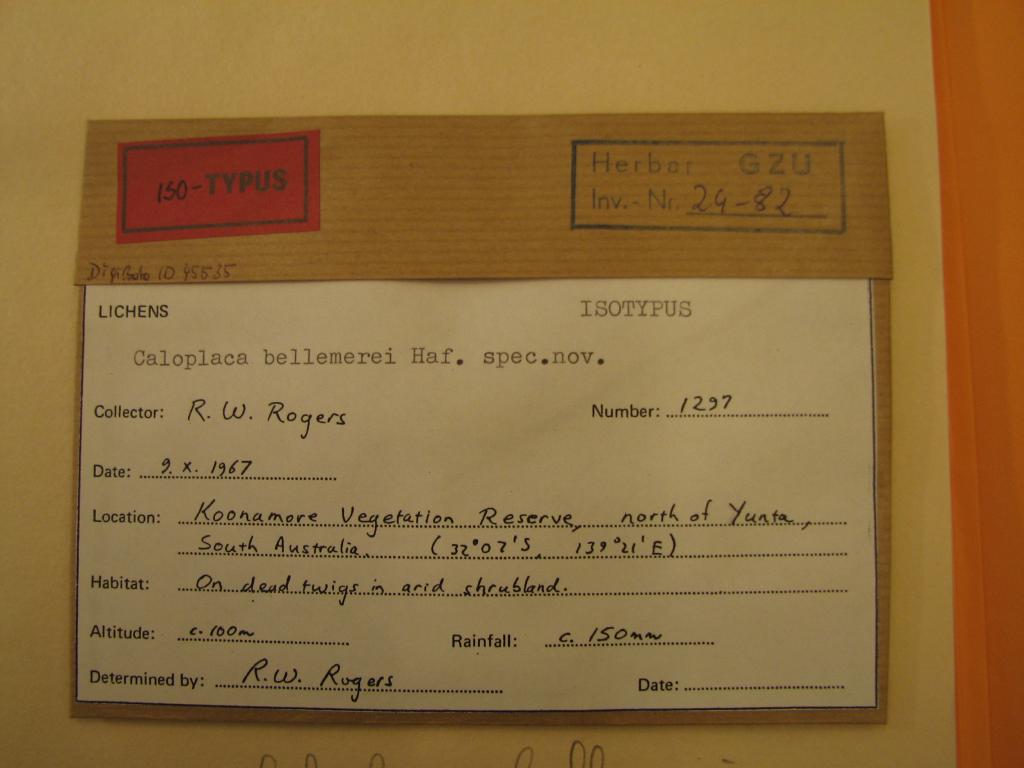 ISO-TYPUS
Herbar GZU
Inv.-Nr. 24-82
ID 45535
LICHENS ISOTYPUS
Caloplaca bellemerei Haf. spec.nov.
Collector: R. W. Rogers Number: 1297
Date: 9. x. 1967
Location: Koonamore Vegetation Reserve, north of Yunta,
South Australia. (32°07'S, 139°21'E)
Habitat: On dead twigs in arid shrubland.
Altitude: c. 100m Rainfall: c. 150mm
Determined by: R.W. Rogers Date: